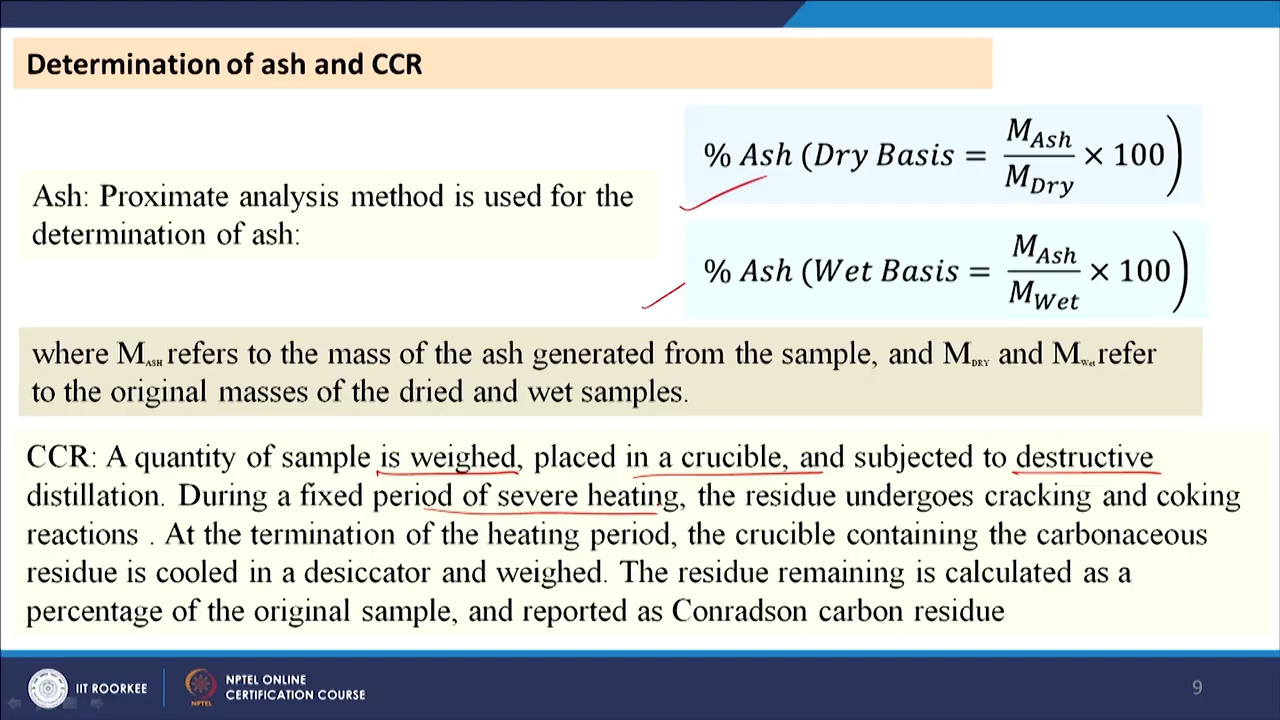 Determination of ash and CCR
% Ash (Dry Basis = M_Ash / M_Dry × 100)
Ash: Proximate analysis method is used for the
determination of ash:
% Ash (Wet Basis = M_Ash / M_Wet × 100)
where M_ASH refers to the mass of the ash generated from the sample, and M_DRY and M_Wet refer
to the original masses of the dried and wet samples.
CCR: A quantity of sample is weighed, placed in a crucible, and subjected to destructive
distillation. During a fixed period of severe heating, the residue undergoes cracking and coking
reactions . At the termination of the heating period, the crucible containing the carbonaceous
residue is cooled in a desiccator and weighed. The residue remaining is calculated as a
percentage of the original sample, and reported as Conradson carbon residue
IIT ROORKEE
NPTEL
NPTEL ONLINE
CERTIFICATION COURSE
9